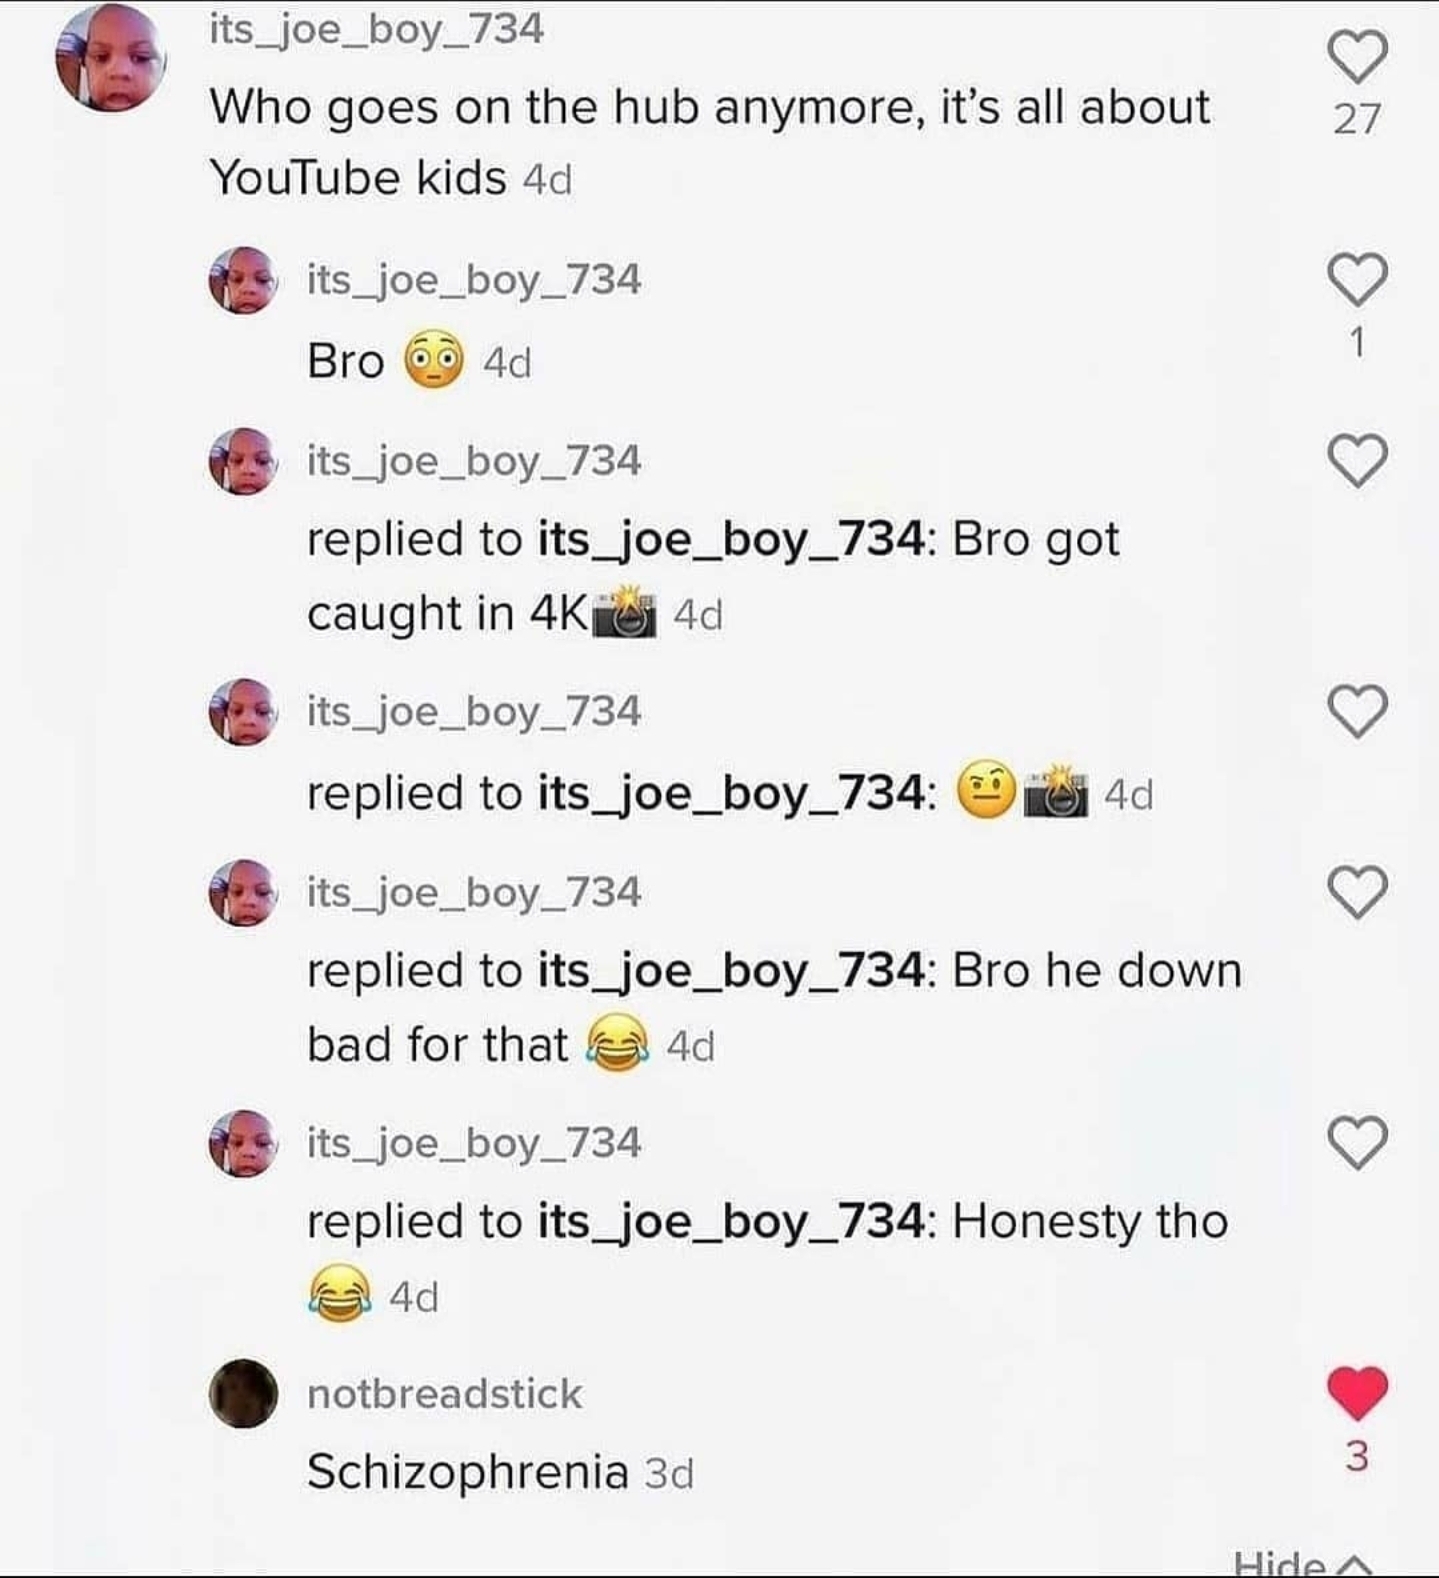 its_joe_boy_734
Who goes on the hub anymore, it's all about
27
YouTube kids 4d
its_joe_boy_734
Bro 😳 4d
1
its_joe_boy_734
replied to its_joe_boy_734: Bro got
caught in 4K📸 4d
its_joe_boy_734
replied to its_joe_boy_734: 🤨📸 4d
its_joe_boy_734
replied to its_joe_boy_734: Bro he down
bad for that 😂 4d
its_joe_boy_734
replied to its_joe_boy_734: Honesty tho
😂 4d
notbreadstick
Schizophrenia 3d
3
Hide